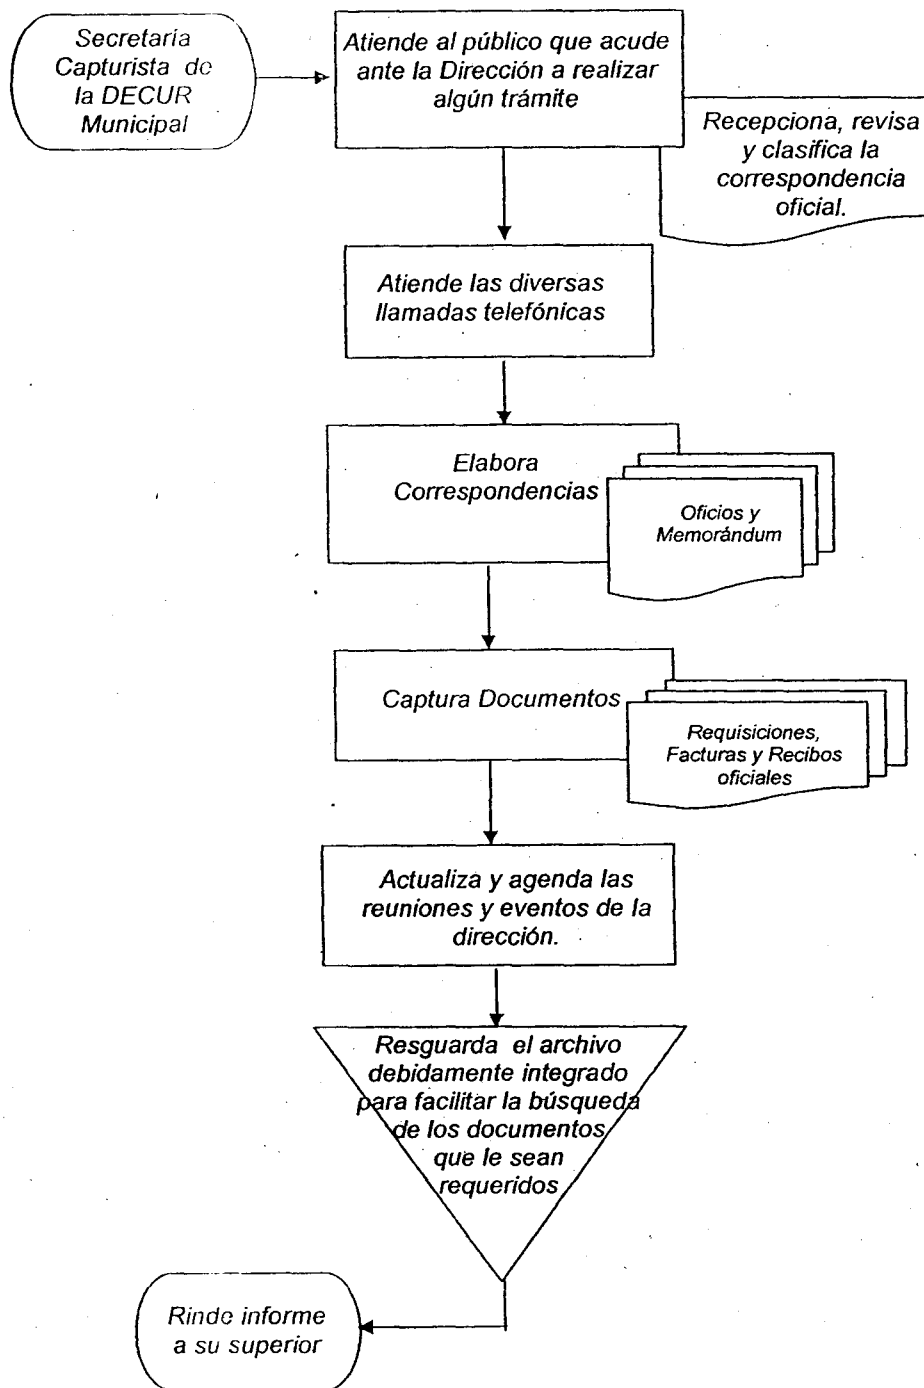 Secretaria
Capturista de
la DECUR
Municipal
Atiende al público que acude
ante la Dirección a realizar
algún trámite
Recepciona, revisa
y clasifica la
correspondencia
oficial.
Atiende las diversas
llamadas telefónicas
Elabora
Correspondencias
Oficios y
Memorándum
Captura Documentos
Requisiciones,
Facturas y Recibos
oficiales
Actualiza y agenda las
reuniones y eventos de la
dirección.
Resguarda el archivo
debidamente integrado
para facilitar la búsqueda
de los documentos
que le sean
requeridos
Rinde informe
a su superior